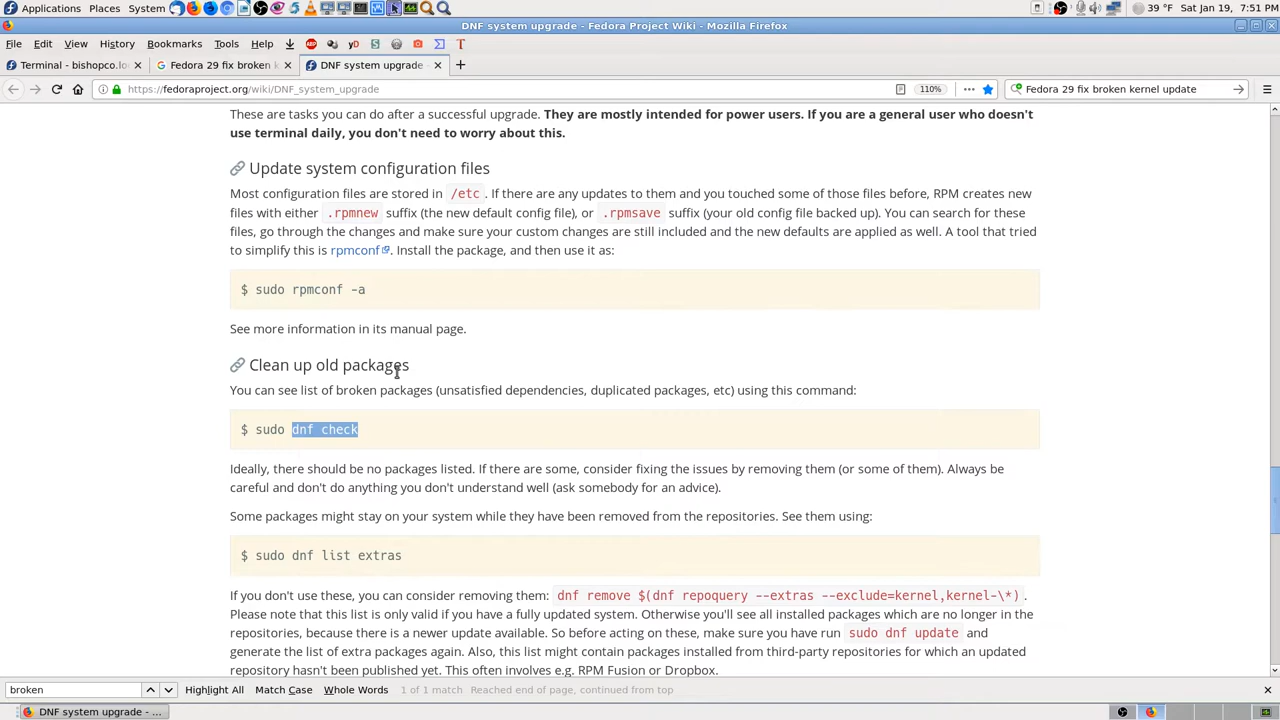 Applications Places System 39 °F Sat Jan 19, 7:51 PM
DNF system upgrade - Fedora Project Wiki - Mozilla Firefox
File Edit View History Bookmarks Tools Help
Terminal - bishopco.lo Fedora 29 fix broken k DNF system upgrade -
https://fedoraproject.org/wiki/DNF_system_upgrade 110% Fedora 29 fix broken kernel update
These are tasks you can do after a successful upgrade. They are mostly intended for power users. If you are a general user who doesn't
use terminal daily, you don't need to worry about this.
Update system configuration files
Most configuration files are stored in /etc . If there are any updates to them and you touched some of those files before, RPM creates new
files with either .rpmnew suffix (the new default config file), or .rpmsave suffix (your old config file backed up). You can search for these
files, go through the changes and make sure your custom changes are still included and the new defaults are applied as well. A tool that tried
to simplify this is rpmconf. Install the package, and then use it as:
$ sudo rpmconf -a
See more information in its manual page.
Clean up old packages
You can see list of broken packages (unsatisfied dependencies, duplicated packages, etc) using this command:
$ sudo dnf check
Ideally, there should be no packages listed. If there are some, consider fixing the issues by removing them (or some of them). Always be
careful and don't do anything you don't understand well (ask somebody for an advice).
Some packages might stay on your system while they have been removed from the repositories. See them using:
$ sudo dnf list extras
If you don't use these, you can consider removing them: dnf remove $(dnf repoquery --extras --exclude=kernel,kernel-\*) .
Please note that this list is only valid if you have a fully updated system. Otherwise you'll see all installed packages which are no longer in the
repositories, because there is a newer update available. So before acting on these, make sure you have run sudo dnf update and
generate the list of extra packages again. Also, this list might contain packages installed from third-party repositories for which an updated
repository hasn't been published yet. This often involves e.g. RPM Fusion or Dropbox.
broken Highlight All Match Case Whole Words 1 of 1 match Reached end of page, continued from top
DNF system upgrade - ...